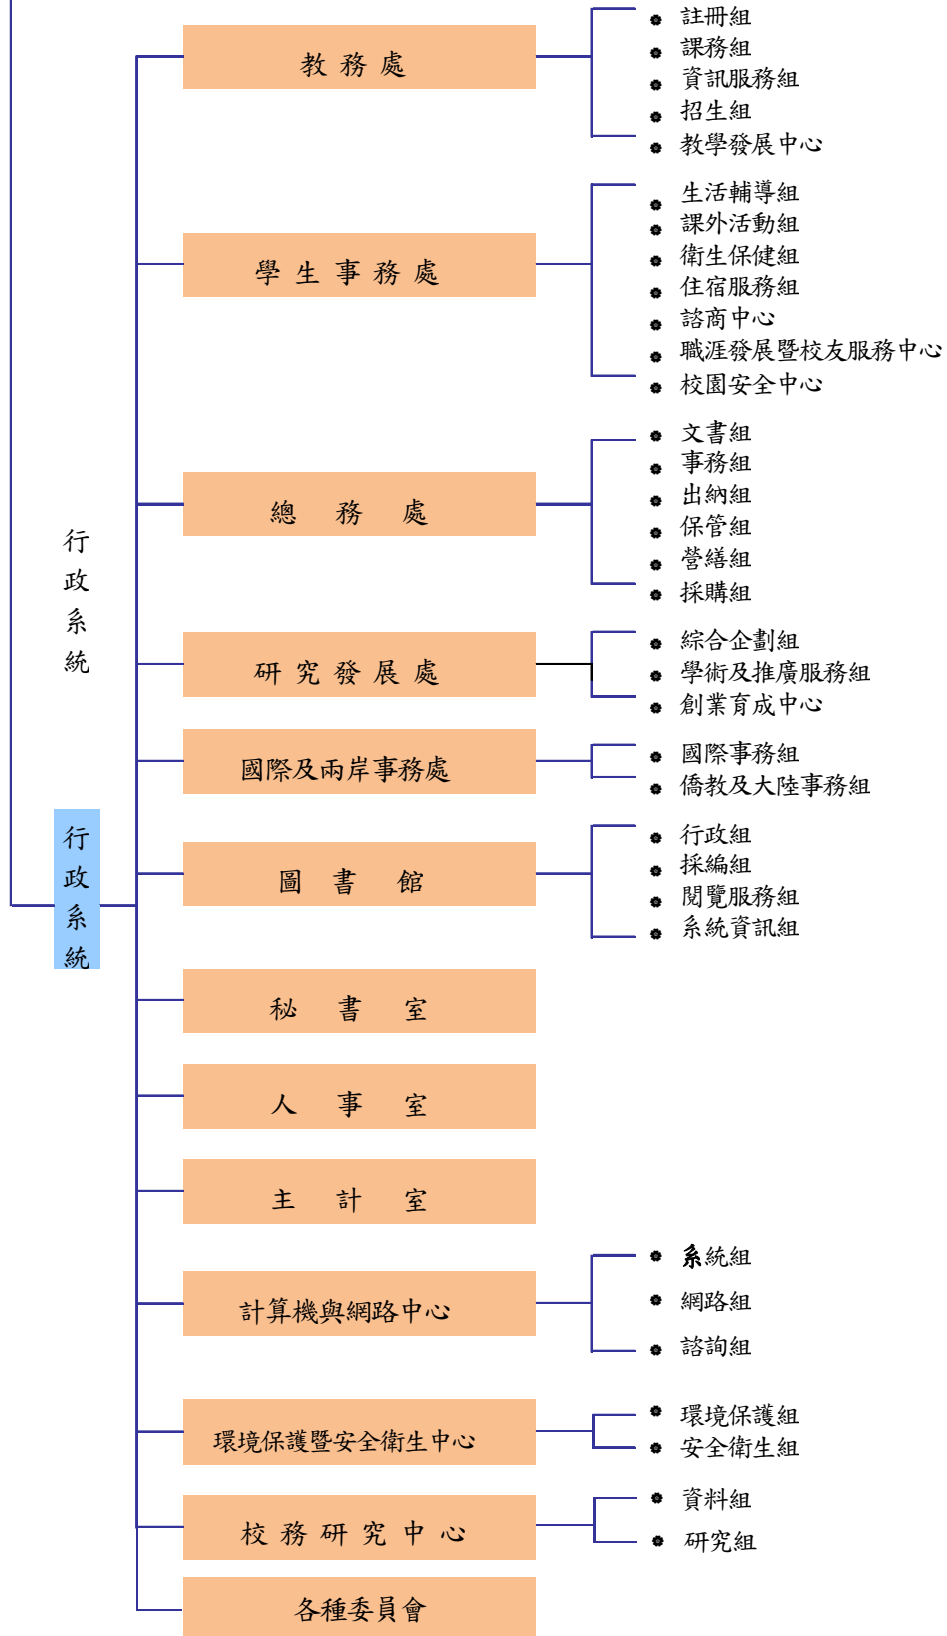 行政系統
行政系統
教務處
註冊組
課務組
資訊服務組
招生組
教學發展中心
學生事務處
生活輔導組
課外活動組
衛生保健組
住宿服務組
諮商中心
職涯發展暨校友服務中心
校園安全中心
總務處
文書組
事務組
出納組
保管組
營繕組
採購組
研究發展處
綜合企劃組
學術及推廣服務組
創業育成中心
國際及兩岸事務處
國際事務組
僑教及大陸事務組
圖書館
行政組
採編組
閱覽服務組
系統資訊組
秘書室
人事室
主計室
計算機與網路中心
系統組
網路組
諮詢組
環境保護暨安全衛生中心
環境保護組
安全衛生組
校務研究中心
資料組
研究組
各種委員會